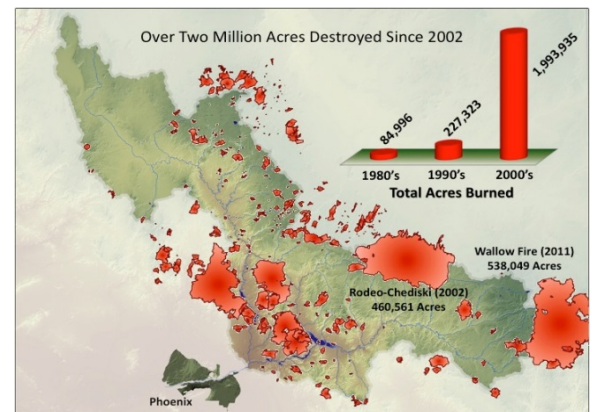 Over Two Million Acres Destroyed Since 2002
84,996
227,323
1,993,935
1980's
1990's
2000's
Total Acres Burned
Wallow Fire (2011)
538,049 Acres
Rodeo-Chediski (2002)
460,561 Acres
Phoenix